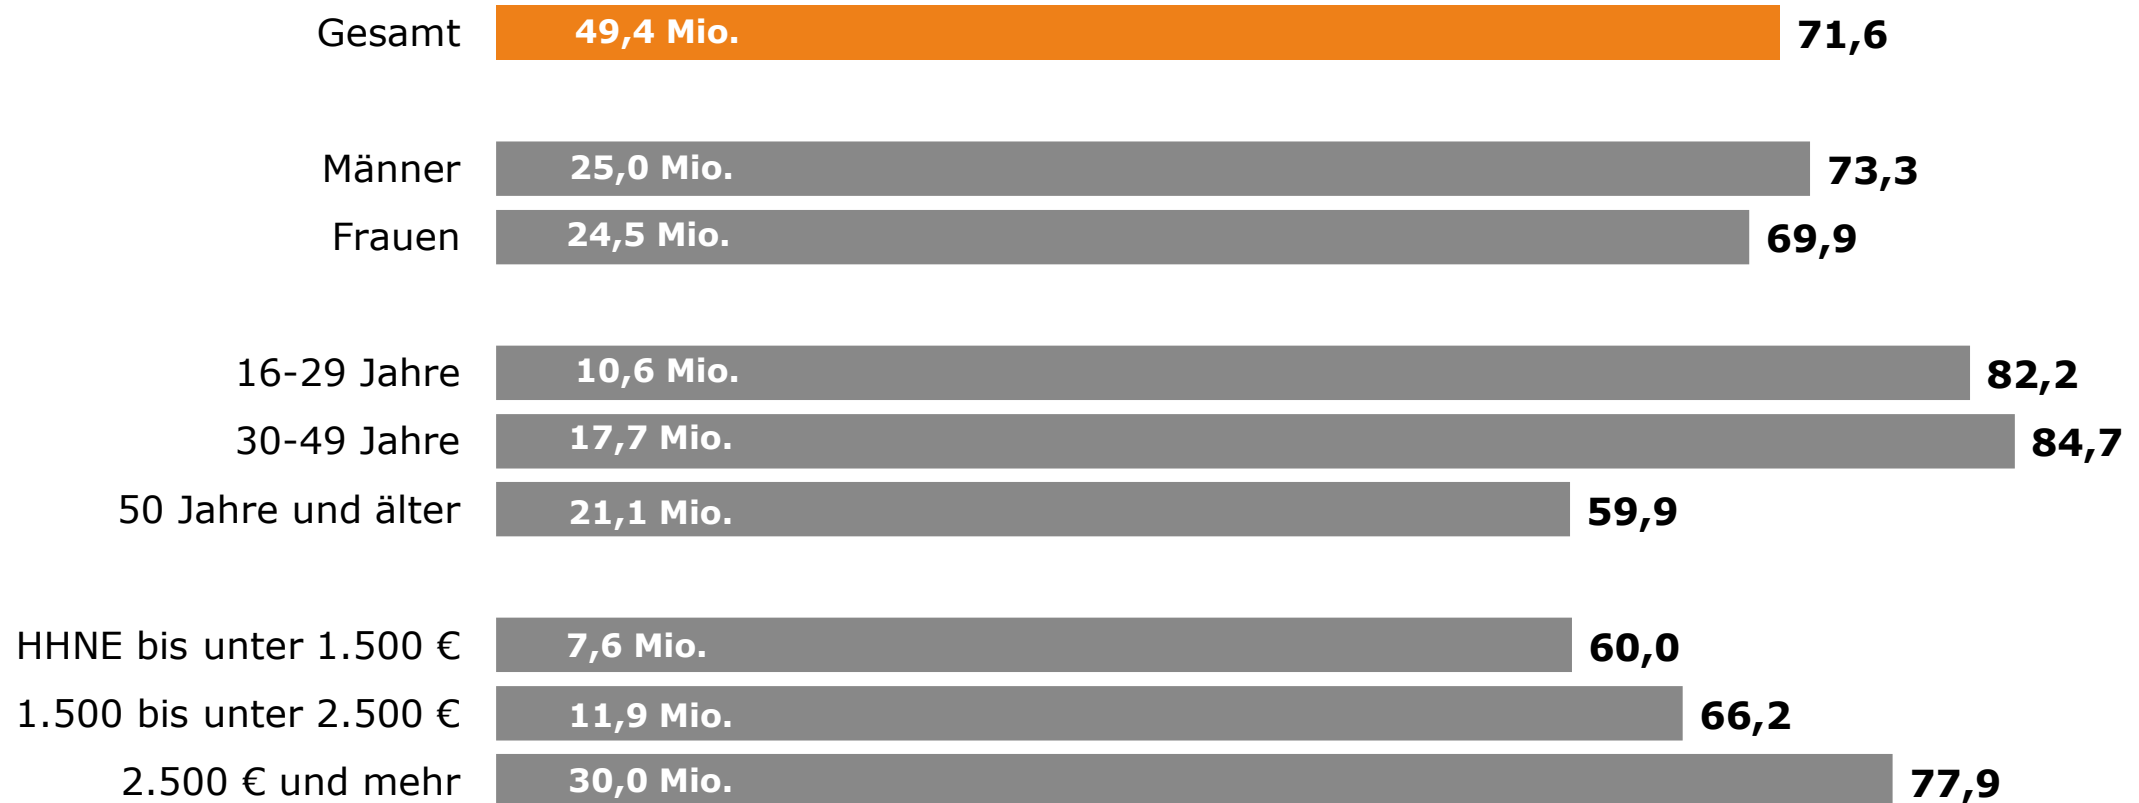 Gesamt 49,4 Mio. 71,6
Männer 25,0 Mio. 73,3
Frauen 24,5 Mio. 69,9
16-29 Jahre 10,6 Mio. 82,2
30-49 Jahre 17,7 Mio. 84,7
50 Jahre und älter 21,1 Mio. 59,9
HHNE bis unter 1.500 € 7,6 Mio. 60,0
1.500 bis unter 2.500 € 11,9 Mio. 66,2
2.500 € und mehr 30,0 Mio. 77,9